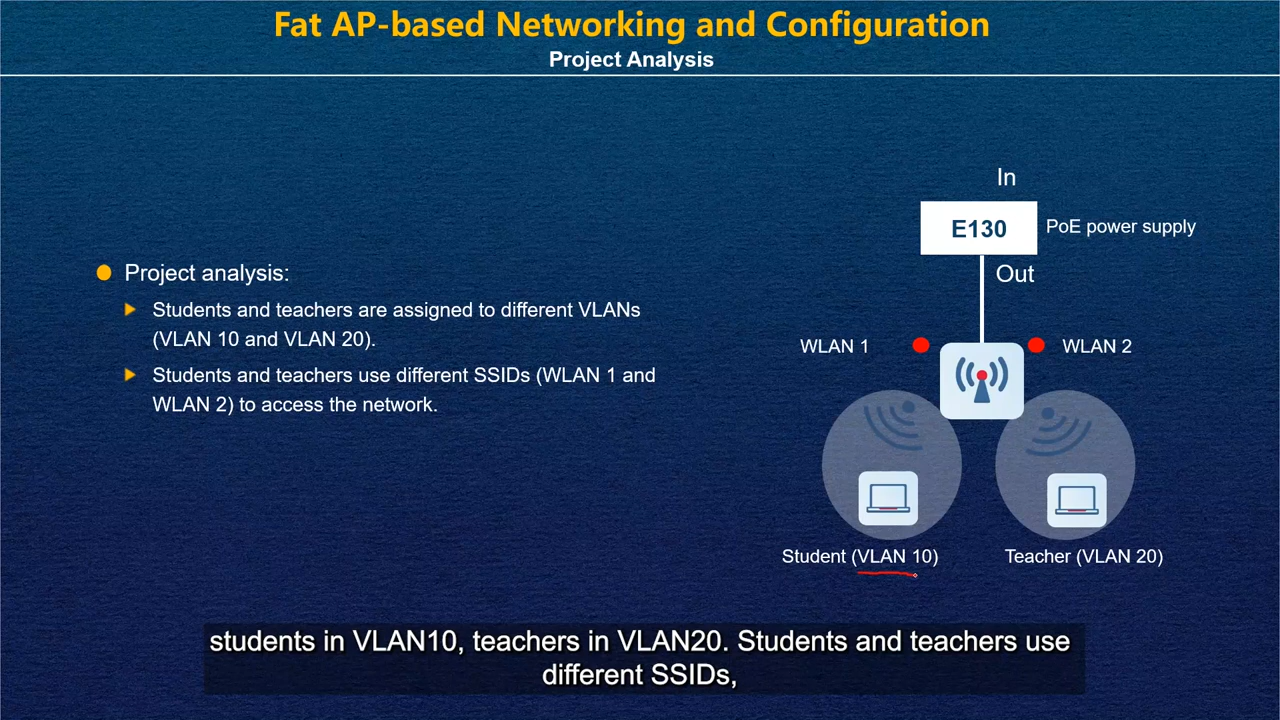 Fat AP-based Networking and Configuration
Project Analysis
In
E130
PoE power supply
Out
Project analysis:
Students and teachers are assigned to different VLANs
(VLAN 10 and VLAN 20).
Students and teachers use different SSIDs (WLAN 1 and
WLAN 2) to access the network.
WLAN 1
WLAN 2
Student (VLAN 10)
Teacher (VLAN 20)
students in VLAN10, teachers in VLAN20. Students and teachers use
different SSIDs,